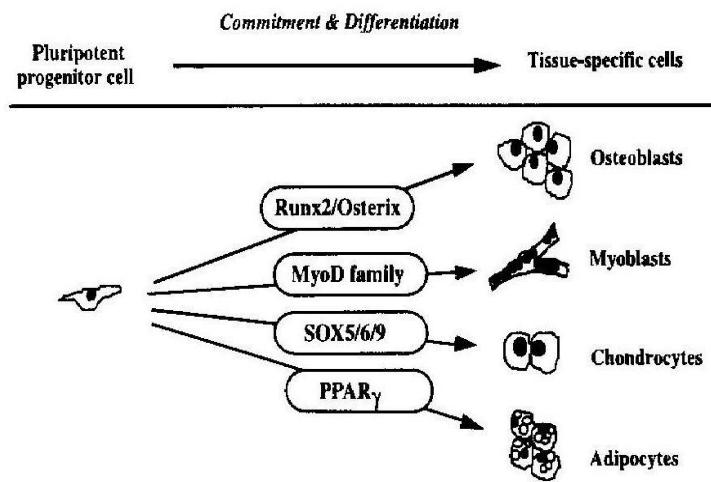 Commitment & Differentiation
Pluripotent
progenitor cell
Tissue-specific cells
Osteoblasts
Runx2/Osterix
MyoD family
Myoblasts
SOX5/6/9
Chondrocytes
PPARγ
Adipocytes